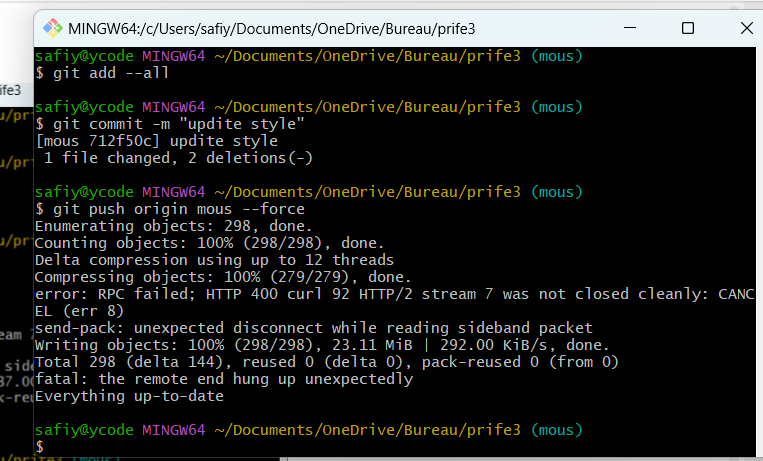 MINGW64:/c/Users/safiy/Documents/OneDrive/Bureau/prife3
safiy@ycode MINGW64 ~/Documents/OneDrive/Bureau/prife3 (mous)
$ git add --all
safiy@ycode MINGW64 ~/Documents/OneDrive/Bureau/prife3 (mous)
$ git commit -m "updite style"
[mous 712f50c] updite style
1 file changed, 2 deletions(-)
safiy@ycode MINGW64 ~/Documents/OneDrive/Bureau/prife3 (mous)
$ git push origin mous --force
Enumerating objects: 298, done.
Counting objects: 100% (298/298), done.
Delta compression using up to 12 threads
Compressing objects: 100% (279/279), done.
error: RPC failed; HTTP 400 curl 92 HTTP/2 stream 7 was not closed cleanly: CANC
EL (err 8)
send-pack: unexpected disconnect while reading sideband packet
Writing objects: 100% (298/298), 23.11 MiB | 292.00 KiB/s, done.
Total 298 (delta 144), reused 0 (delta 0), pack-reused 0 (from 0)
fatal: the remote end hung up unexpectedly
Everything up-to-date
safiy@ycode MINGW64 ~/Documents/OneDrive/Bureau/prife3 (mous)
$